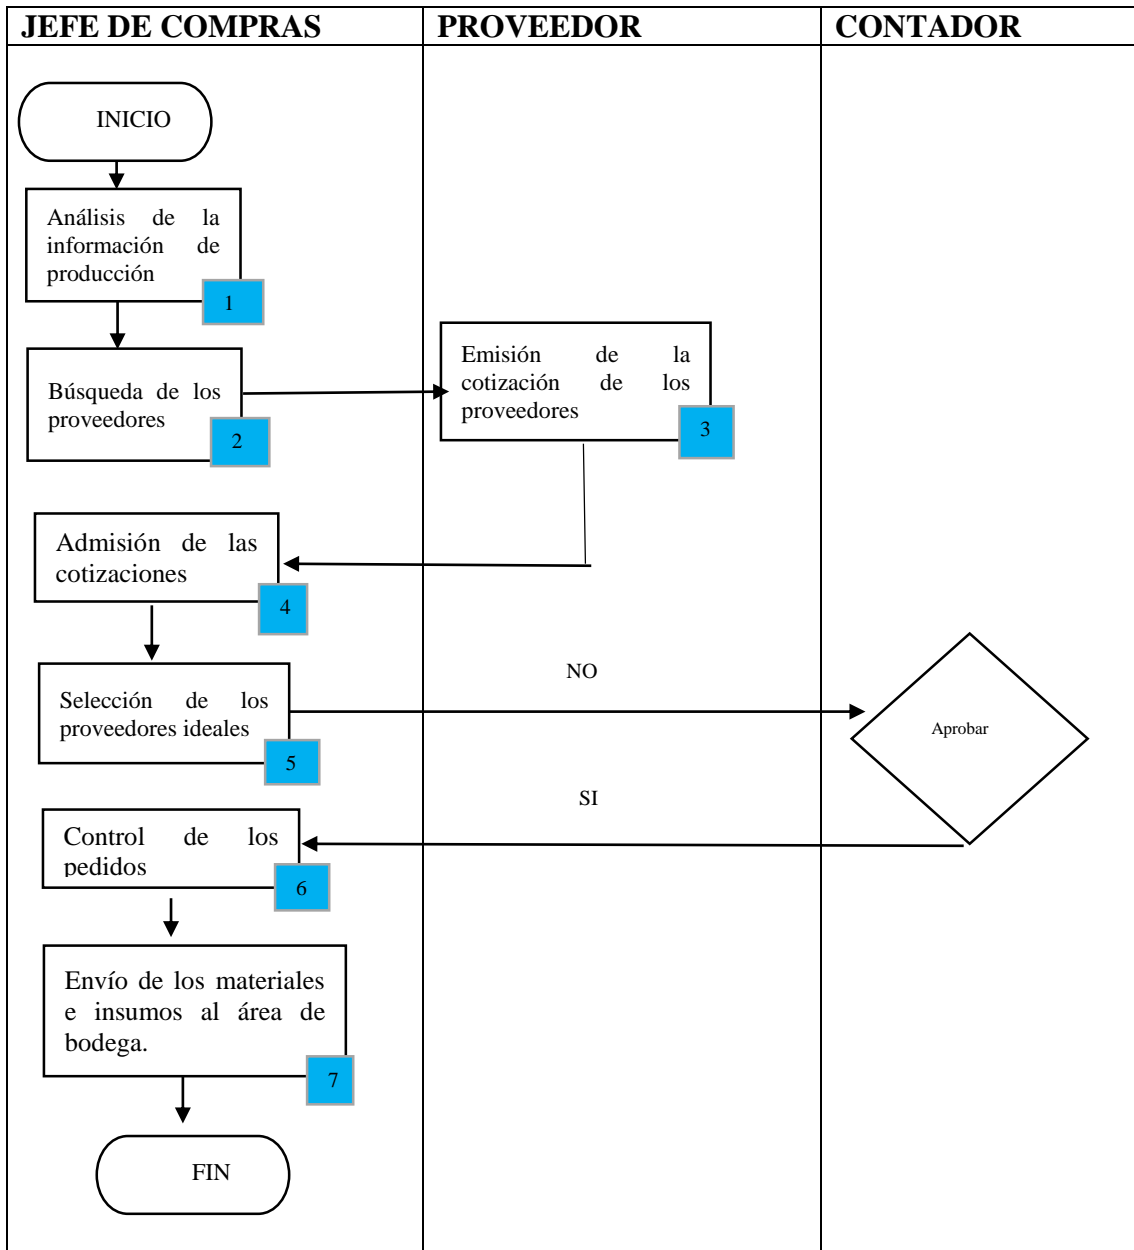 JEFE DE COMPRAS
PROVEEDOR
CONTADOR
INICIO
Análisis de la
información de
producción
1
Búsqueda de los
proveedores
2
Emisión de la
cotización de los
proveedores
3
Admisión de las
cotizaciones
4
Selección de los
proveedores ideales
5
NO
Aprobar
SI
Control de los
pedidos
6
Envío de los materiales
e insumos al área de
bodega.
7
FIN